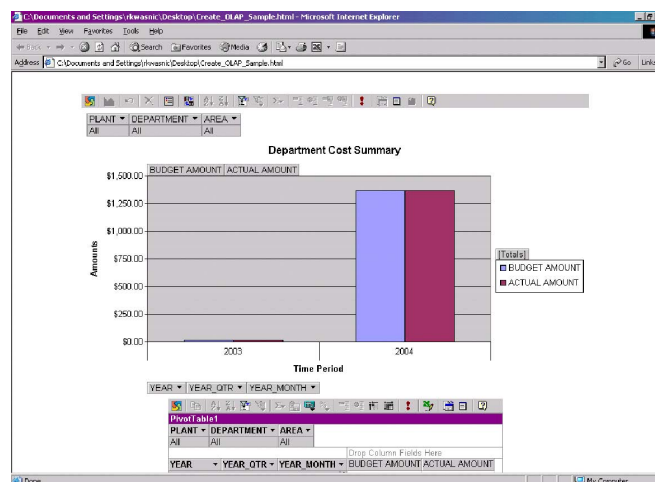 C:\Documents and Settings\rkwasnic\Desktop\Create_OLAP_Sample.html - Microsoft Internet Explorer
File Edit View Favorites Tools Help
Back Search Favorites Media
Address C:\Documents and Settings\rkwasnic\Desktop\Create_OLAP_Sample.html Go Links
PLANT DEPARTMENT AREA
All All All
Department Cost Summary
BUDGET AMOUNT ACTUAL AMOUNT
$1,500.00
$1,250.00
$1,000.00
$750.00
$500.00
$250.00
$0.00
Amounts
[Totals]
BUDGET AMOUNT
ACTUAL AMOUNT
2003 2004
Time Period
YEAR YEAR_QTR YEAR_MONTH
PivotTable1
PLANT DEPARTMENT AREA
All All All
Drop Column Fields Here
YEAR YEAR_QTR YEAR_MONTH BUDGET AMOUNT ACTUAL AMOUNT
Done My Computer